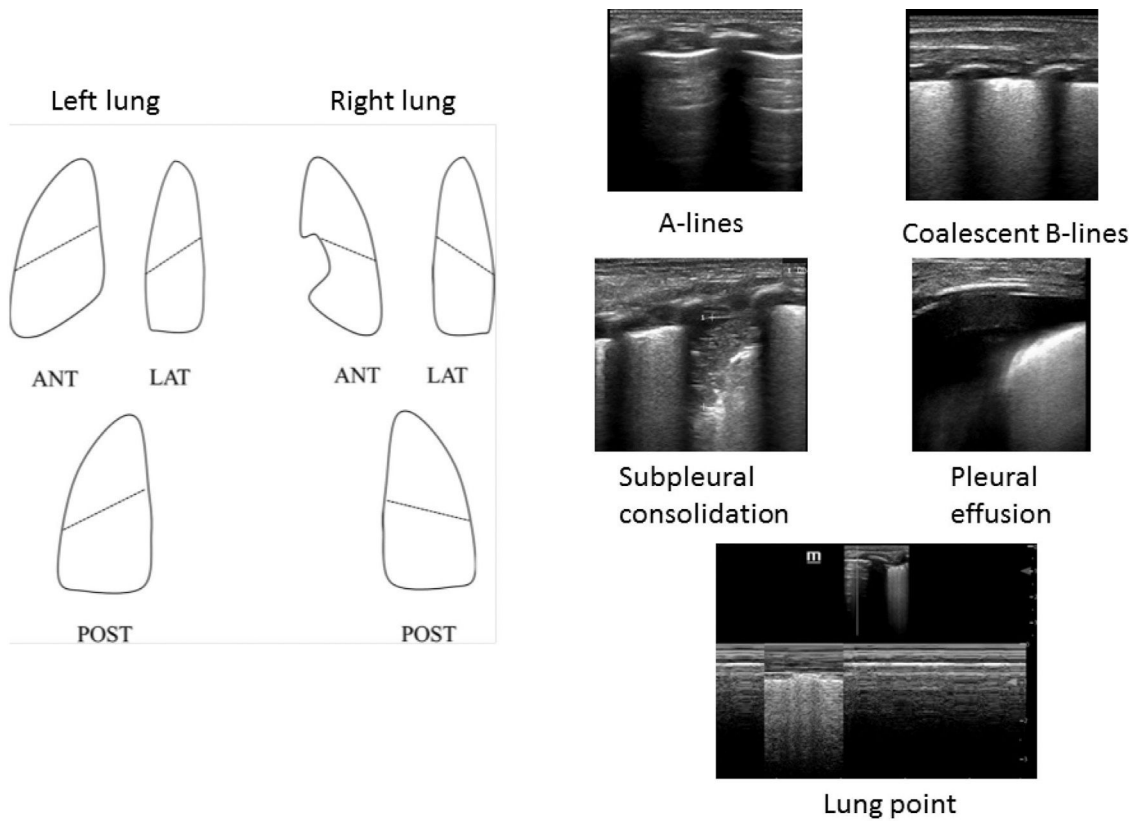 Left lung
Right lung
ANT
LAT
ANT
LAT
POST
POST
A-lines
Coalescent B-lines
Subpleural
consolidation
Pleural
effusion
m
Lung point